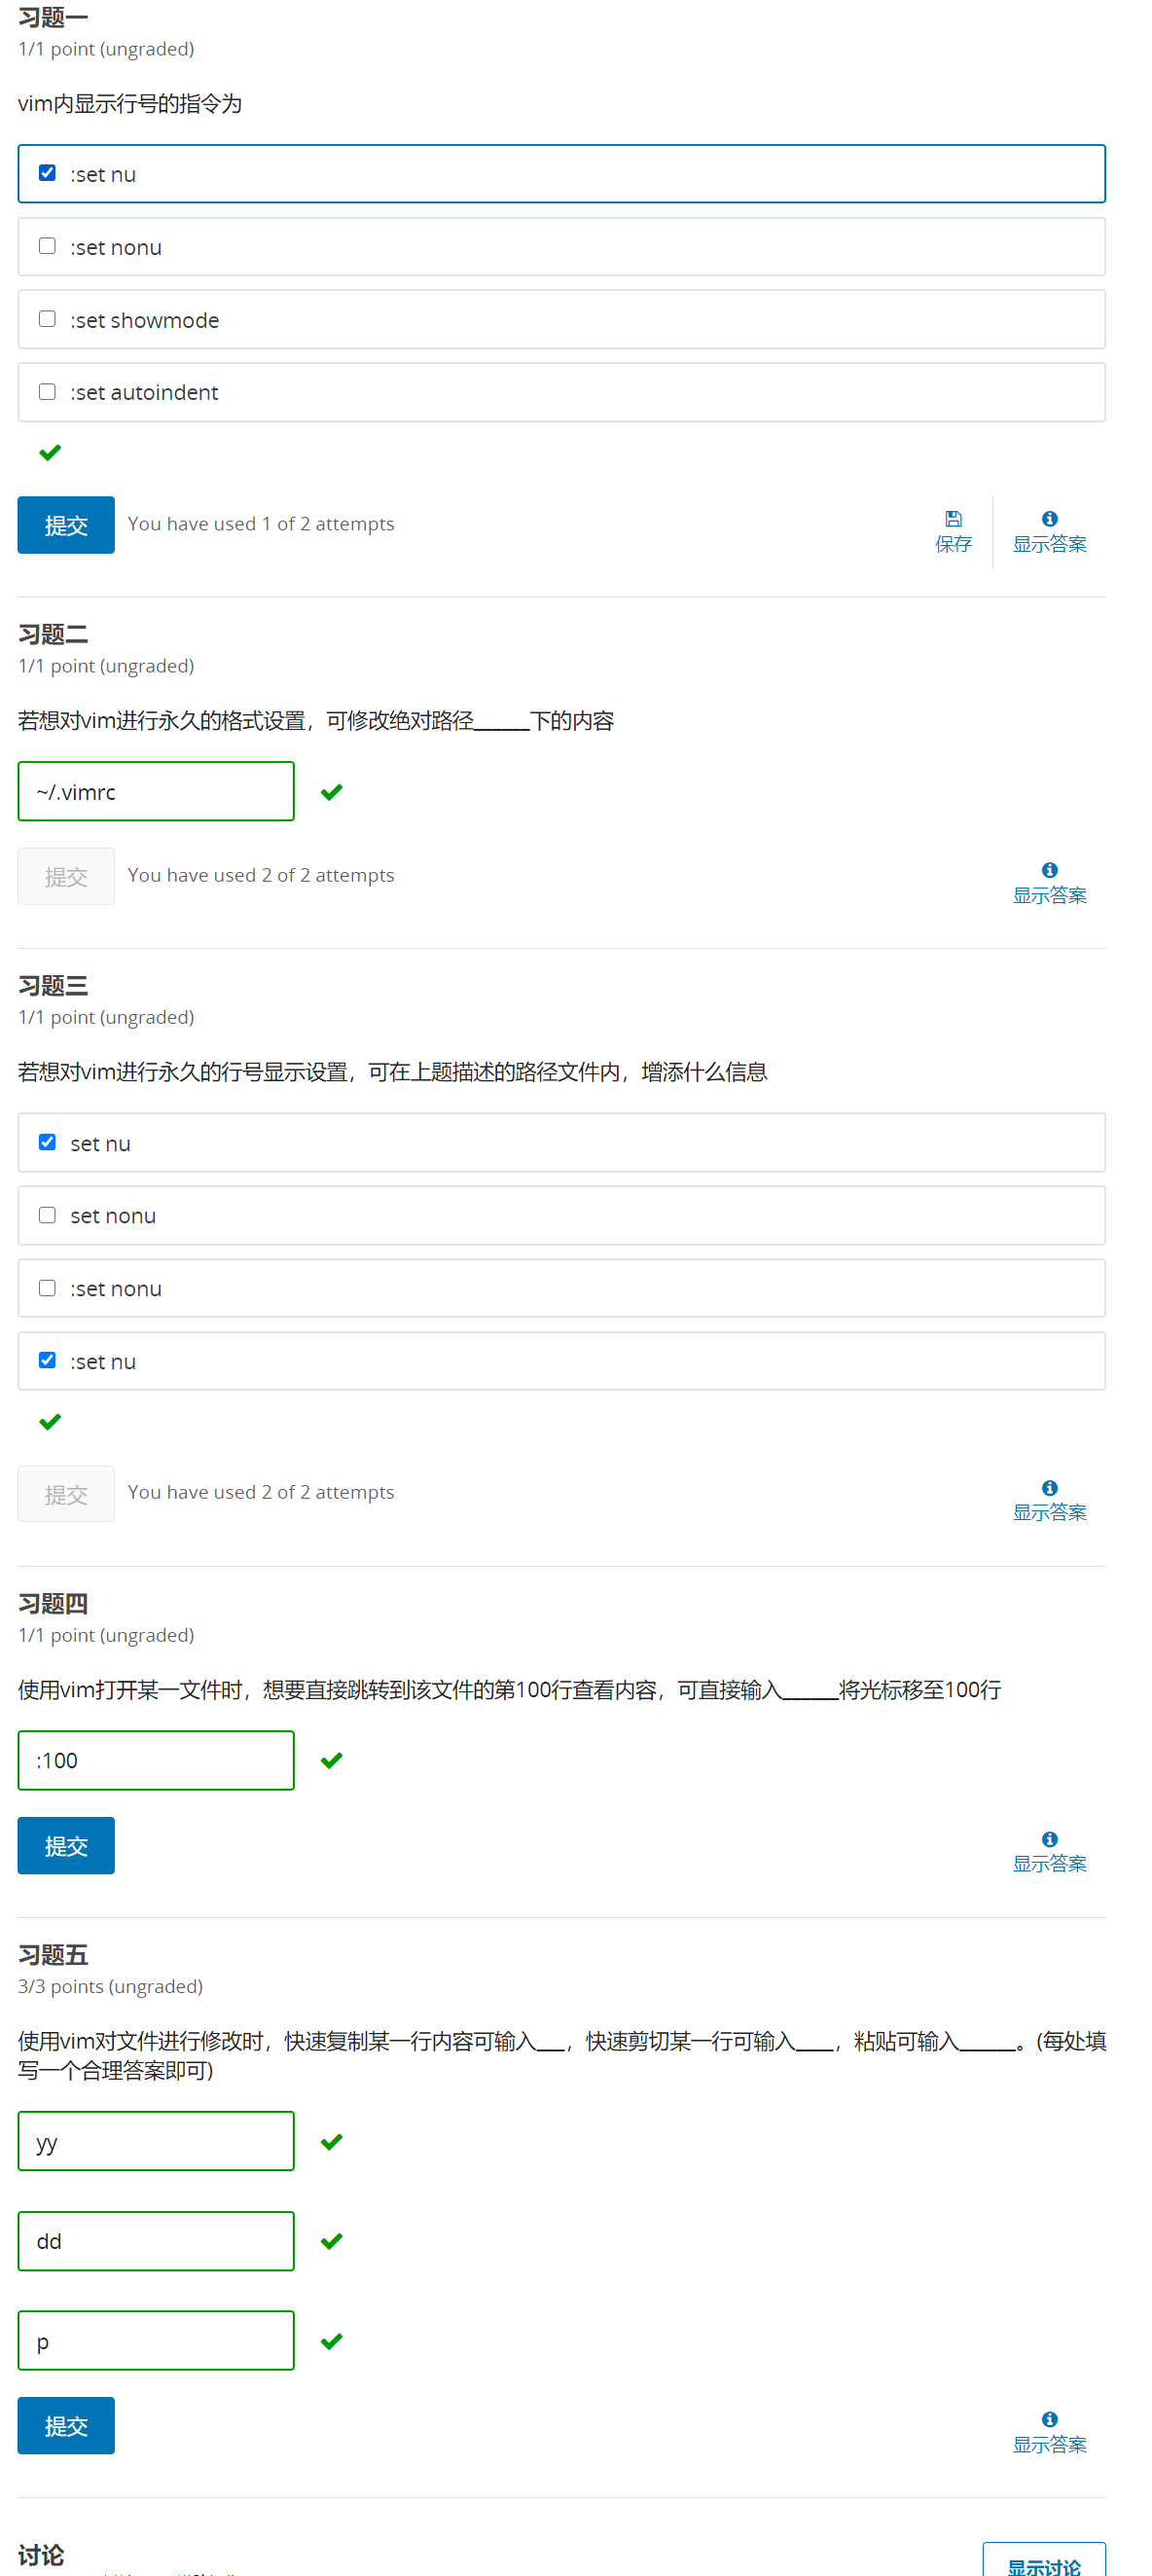 习题一
1/1 point (ungraded)
vim内显示行号的指令为
:set nu
:set nonu
:set showmode
:set autoindent
提交 You have used 1 of 2 attempts 保存 显示答案
习题二
1/1 point (ungraded)
若想对vim进行永久的格式设置，可修改绝对路径______下的内容
~/.vimrc
提交 You have used 2 of 2 attempts 显示答案
习题三
1/1 point (ungraded)
若想对vim进行永久的行号显示设置，可在上题描述的路径文件内，增添什么信息
set nu
set nonu
:set nonu
:set nu
提交 You have used 2 of 2 attempts 显示答案
习题四
1/1 point (ungraded)
使用vim打开某一文件时，想要直接跳转到该文件的第100行查看内容，可直接输入______将光标移至100行
:100
提交 显示答案
习题五
3/3 points (ungraded)
使用vim对文件进行修改时，快速复制某一行内容可输入___，快速剪切某一行可输入____，粘贴可输入______。(每处填
写一个合理答案即可)
yy
dd
p
提交 显示答案
讨论 显示讨论